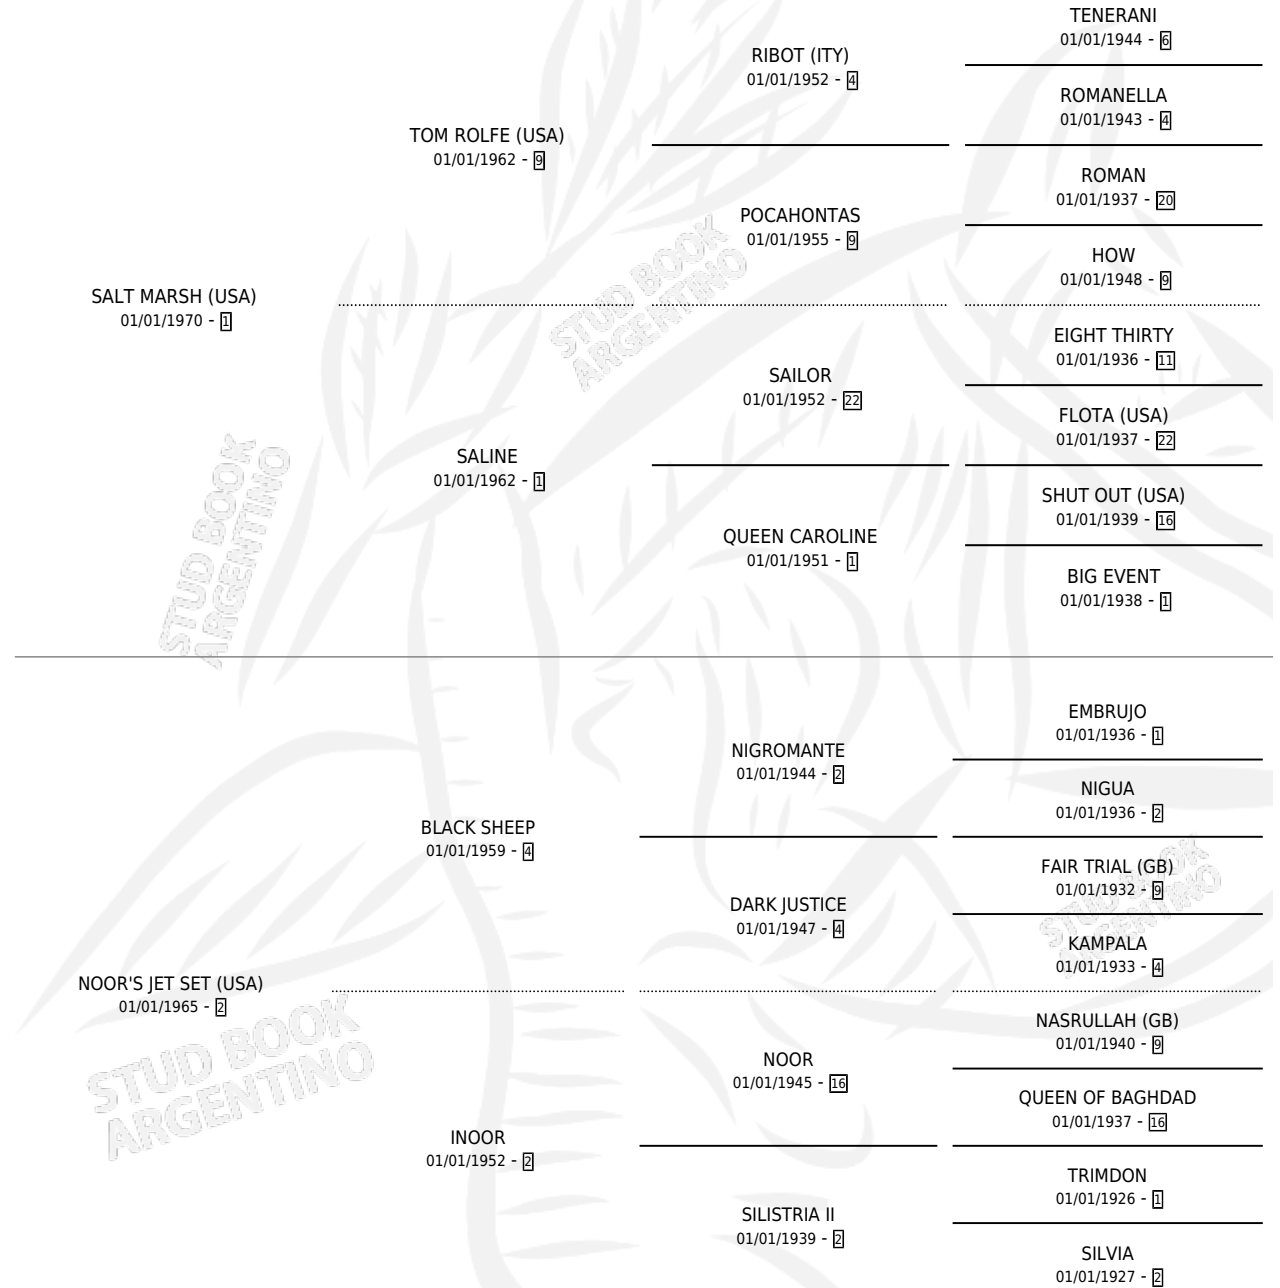 TENERANI
01/01/1944 - 6
RIBOT (ITY)
01/01/1952 - 4
ROMANELLA
01/01/1943 - 4
TOM ROLFE (USA)
01/01/1962 - 9
ROMAN
01/01/1937 - 20
POCAHONTAS
01/01/1955 - 9
HOW
01/01/1948 - 9
SALT MARSH (USA)
01/01/1970 - 1
STUD BOOK
ARGENTINO
EIGHT THIRTY
01/01/1936 - 11
SAILOR
01/01/1952 - 22
FLOTA (USA)
01/01/1937 - 22
SALINE
01/01/1962 - 1
SHUT OUT (USA)
01/01/1939 - 16
QUEEN CAROLINE
01/01/1951 - 1
BIG EVENT
01/01/1938 - 1
STUD BOOK
ARGENTINO
EMBRUJO
01/01/1936 - 1
NIGROMANTE
01/01/1944 - 2
NIGUA
01/01/1936 - 2
BLACK SHEEP
01/01/1959 - 4
FAIR TRIAL (GB)
01/01/1932 - 9
DARK JUSTICE
01/01/1947 - 4
KAMPALA
01/01/1933 - 4
STUD BOOK
ARGENTINO
NOOR'S JET SET (USA)
01/01/1965 - 2
NASRULLAH (GB)
01/01/1940 - 9
NOOR
01/01/1945 - 16
QUEEN OF BAGHDAD
01/01/1937 - 16
STUD BOOK
ARGENTINO
INOOR
01/01/1952 - 2
TRIMDON
01/01/1926 - 1
SILISTRIA II
01/01/1939 - 2
SILVIA
01/01/1927 - 2